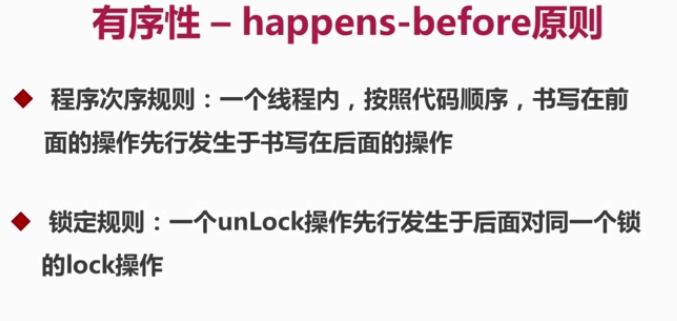 有序性 – happens-before原则
◆ 程序次序规则：一个线程内，按照代码顺序，书写在前
面的操作先行发生于书写在后面的操作
◆ 锁定规则：一个unLock操作先行发生于后面对同一个锁
的lock操作